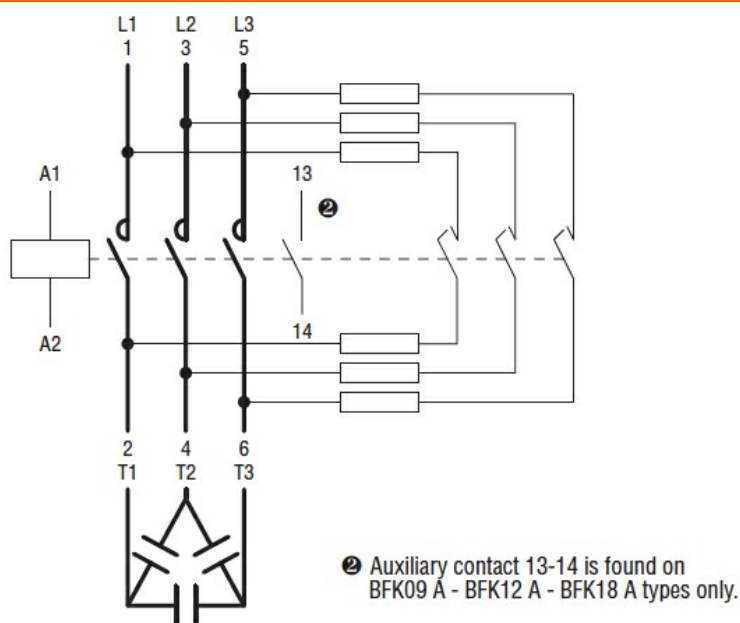 L1 L2 L3
1 3 5
A1 13
❷
A2 14
2 4 6
T1 T2 T3
❷ Auxiliary contact 13-14 is found on
BFK09 A - BFK12 A - BFK18 A types only.